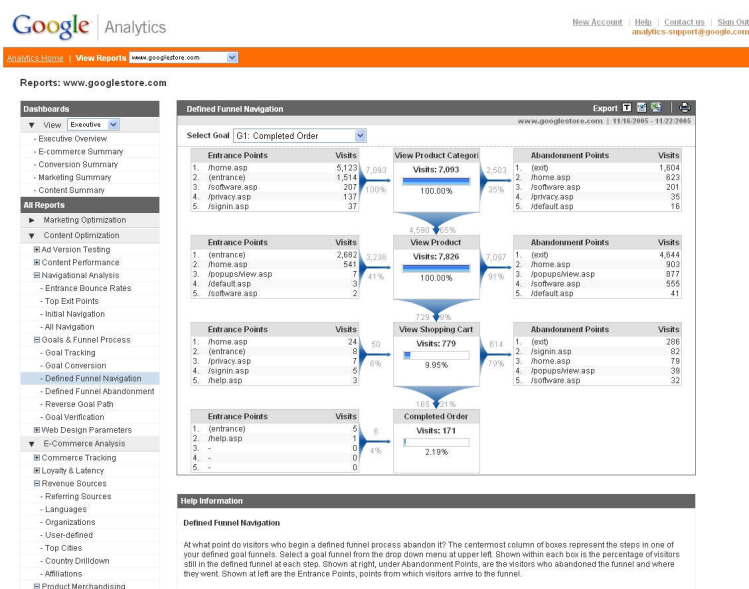 Google Analytics
New Account | Help | Contact us | Sign Out
analytics-support@google.com
Analytics Home | View Reports www.googlestore.com
Reports: www.googlestore.com
Dashboards
View Executive
- Executive Overview
- E-commerce Summary
- Conversion Summary
- Marketing Summary
- Content Summary
All Reports
Marketing Optimization
Content Optimization
Ad Version Testing
Content Performance
Navigational Analysis
- Entrance Bounce Rates
- Top Exit Points
- Initial Navigation
- All Navigation
Goals & Funnel Process
- Goal Tracking
- Goal Conversion
- Defined Funnel Navigation
- Defined Funnel Abandonment
- Reverse Goal Path
- Goal Verification
Web Design Parameters
E-Commerce Analysis
Commerce Tracking
Loyalty & Latency
Revenue Sources
- Referring Sources
- Languages
- Organizations
- User-defined
- Top Cities
- Country Drilldown
- Affiliations
Product Merchandising
Defined Funnel Navigation Export T
www.googlestore.com | 11/16/2005 - 11/22/2005
Select Goal G1: Completed Order
Entrance Points Visits
1. /home.asp 5,123
2. (entrance) 1,514
3. /software.asp 207
4. /privacy.asp 137
5. /signin.asp 37
7,093
100%
View Product Categori
Visits: 7,093
100.00%
2,503
35%
Abandonment Points Visits
1. (exit) 1,604
2. /home.asp 623
3. /software.asp 201
4. /privacy.asp 35
5. /default.asp 16
4,590 65%
Entrance Points Visits
1. (entrance) 2,682
2. /home.asp 541
3. /popups/view.asp 7
4. /default.asp 3
5. /software.asp 2
3,236
41%
View Product
Visits: 7,826
100.00%
7,097
91%
Abandonment Points Visits
1. (exit) 4,644
2. /home.asp 903
3. /popups/view.asp 877
4. /software.asp 555
5. /default.asp 41
729 9%
Entrance Points Visits
1. /home.asp 24
2. (entrance) 8
3. /privacy.asp 7
4. /signin.asp 5
5. /help.asp 3
50
6%
View Shopping Cart
Visits: 779
9.95%
614
79%
Abandonment Points Visits
1. (exit) 286
2. /signin.asp 82
3. /home.asp 79
4. /popups/view.asp 39
5. /software.asp 32
165 21%
Entrance Points Visits
1. (entrance) 5
2. /help.asp 1
3. - 0
4. - 0
5. - 0
6
4%
Completed Order
Visits: 171
2.19%
Help Information
Defined Funnel Navigation
At what point do visitors who begin a defined funnel process abandon it? The centermost column of boxes represent the steps in one of
your defined goal funnels. Select a goal funnel from the drop down menu at upper left. Shown within each box is the percentage of visitors
still in the defined funnel at each step. Shown at right, under Abandonment Points, are the visitors who abandoned the funnel and where
they went. Shown at left are the Entrance Points, points from which visitors arrive to the funnel.